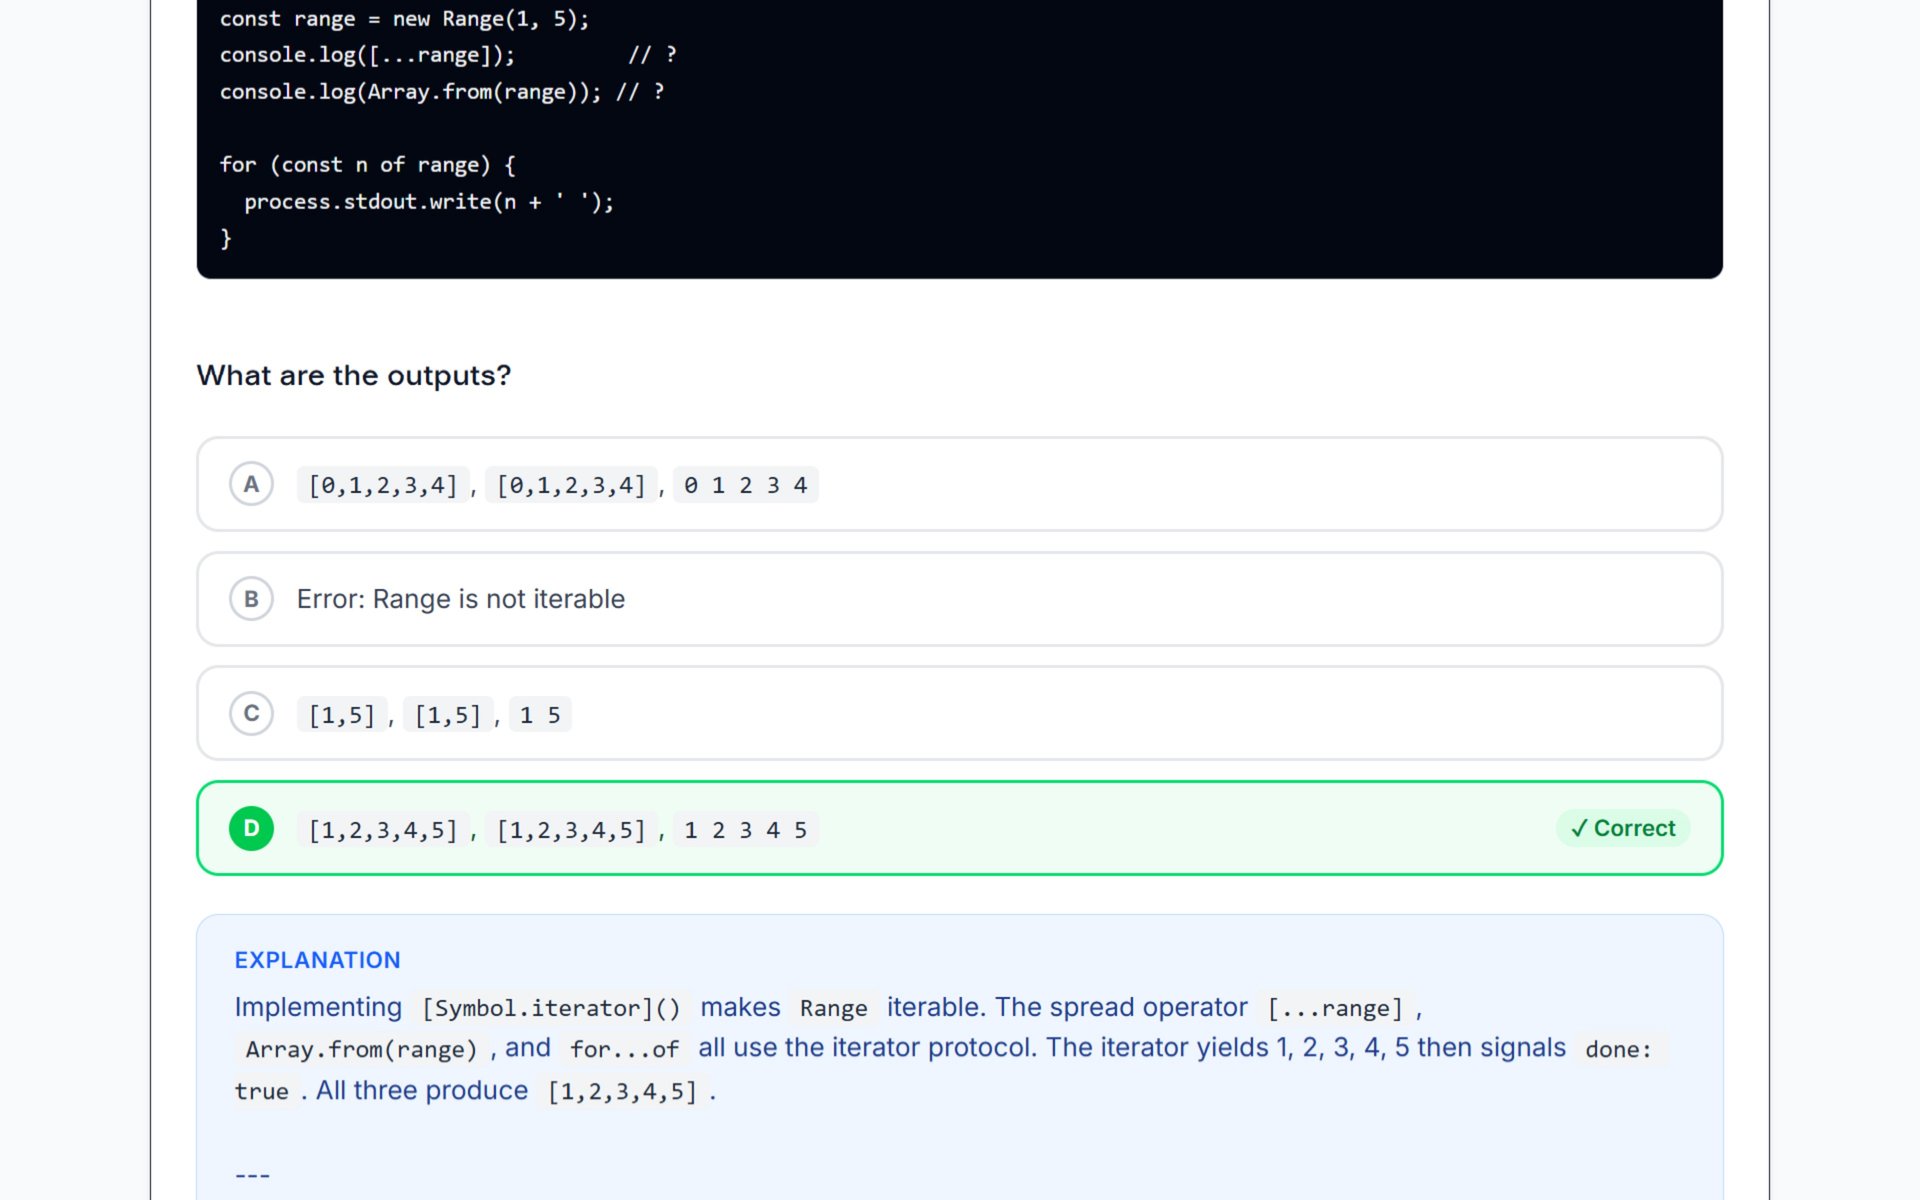 const range = new Range(1, 5);
console.log([...range]);         // ?
console.log(Array.from(range)); // ?
for (const n of range) {
  process.stdout.write(n + ' ');
}
What are the outputs?
A [0,1,2,3,4] , [0,1,2,3,4] , 0 1 2 3 4
B Error: Range is not iterable
C [1,5] , [1,5] , 1 5
D [1,2,3,4,5] , [1,2,3,4,5] , 1 2 3 4 5 ✓ Correct
EXPLANATION
Implementing [Symbol.iterator]() makes Range iterable. The spread operator [...range] ,
Array.from(range) , and for...of all use the iterator protocol. The iterator yields 1, 2, 3, 4, 5 then signals done:
true . All three produce [1,2,3,4,5] .
---